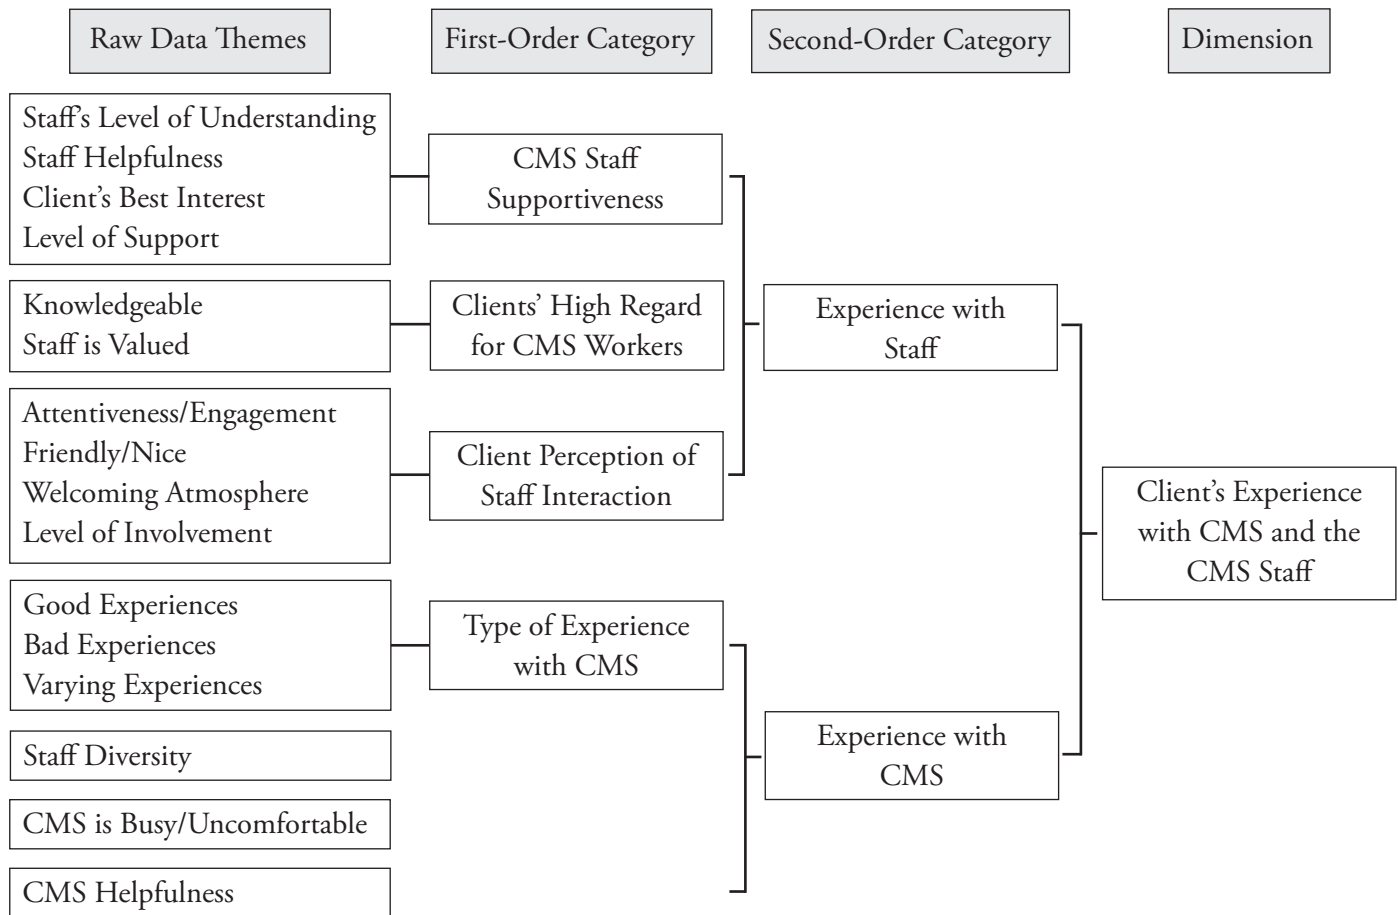 Raw Data Themes
First-Order Category
Second-Order Category
Dimension
Staff's Level of Understanding
Staff Helpfulness
Client's Best Interest
Level of Support
CMS Staff
Supportiveness
Knowledgeable
Staff is Valued
Clients' High Regard
for CMS Workers
Experience with
Staff
Attentiveness/Engagement
Friendly/Nice
Welcoming Atmosphere
Level of Involvement
Client Perception of
Staff Interaction
Client's Experience
with CMS and the
CMS Staff
Good Experiences
Bad Experiences
Varying Experiences
Type of Experience
with CMS
Experience with
CMS
Staff Diversity
CMS is Busy/Uncomfortable
CMS Helpfulness